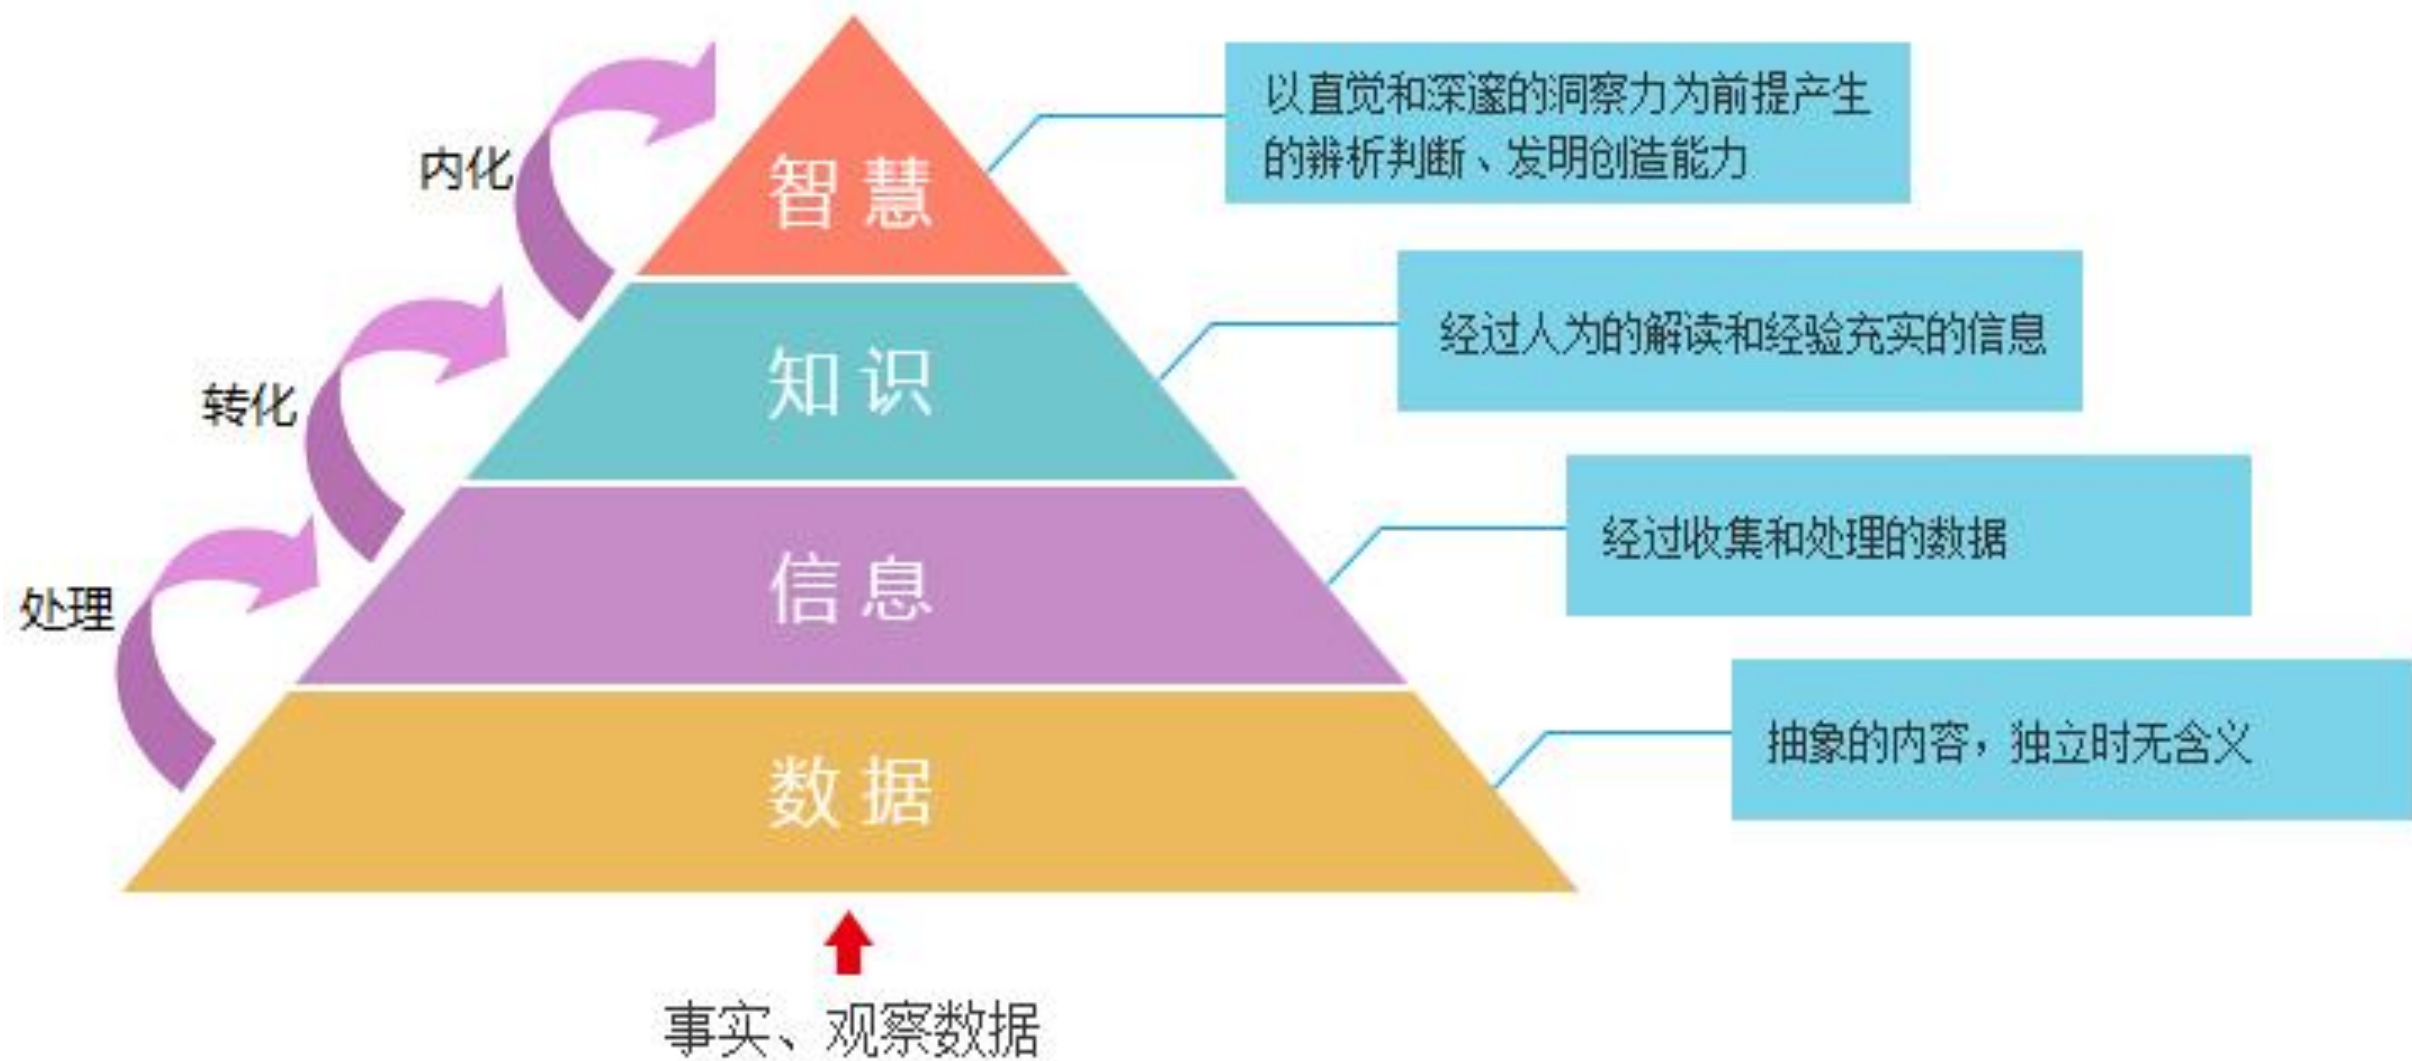 以直觉和深邃的洞察力为前提产生
的辨析判断、发明创造能力
内化
智慧
经过人为的解读和经验充实的信息
知识
转化
经过收集和处理的数据
信息
处理
抽象的内容，独立时无含义
数据
事实、观察数据